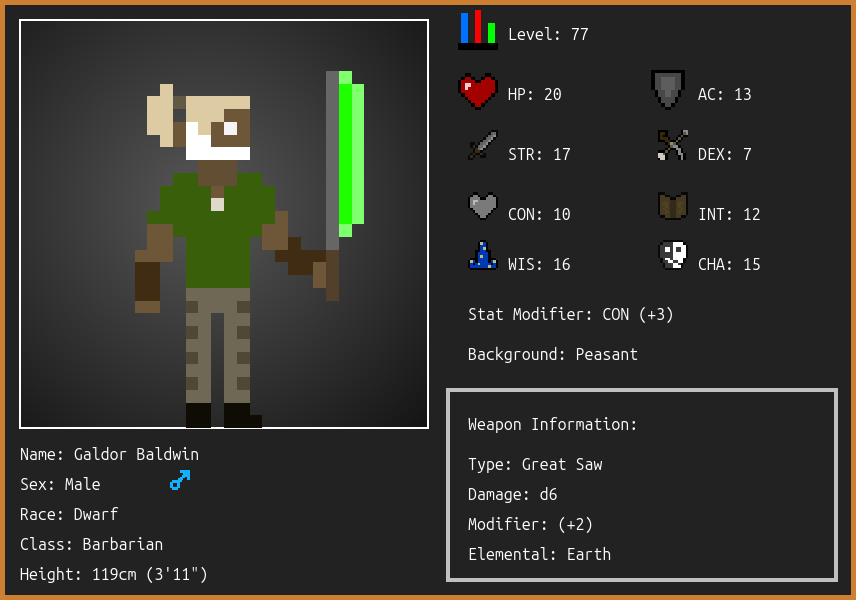 Level: 77
HP: 20
AC: 13
STR: 17
DEX: 7
CON: 10
INT: 12
WIS: 16
CHA: 15
Stat Modifier: CON (+3)
Background: Peasant
Weapon Information:
Type: Great Saw
Damage: d6
Modifier: (+2)
Elemental: Earth
Name: Galdor Baldwin
Sex: Male
Race: Dwarf
Class: Barbarian
Height: 119cm (3'11")